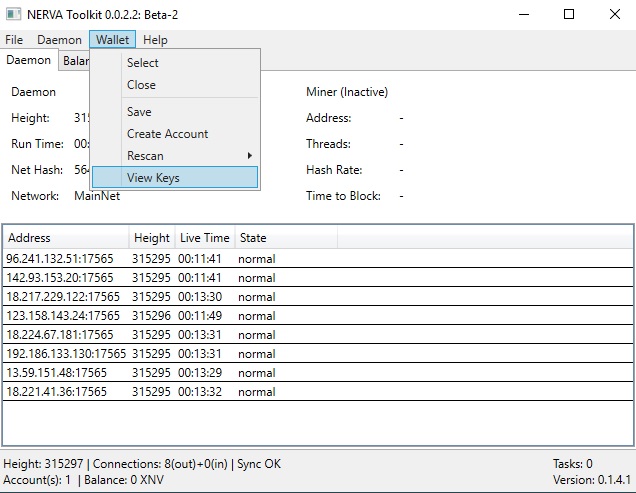 NERVA Toolkit 0.0.2.2: Beta-2
File Daemon Wallet Help
Daemon
Select
Close
Save
Create Account
Rescan
View Keys
Daemon
Height:
Run Time:
Net Hash:
Network: MainNet
Miner (Inactive)
Address: -
Threads: -
Hash Rate: -
Time to Block: -
Address Height Live Time State
96.241.132.51:17565 315295 00:11:41 normal
142.93.153.20:17565 315295 00:11:41 normal
18.217.229.122:17565 315295 00:13:30 normal
123.158.143.24:17565 315296 00:11:49 normal
18.224.67.181:17565 315295 00:13:31 normal
192.186.133.130:17565 315295 00:13:31 normal
13.59.151.48:17565 315295 00:13:29 normal
18.221.41.36:17565 315295 00:13:32 normal
Height: 315297 | Connections: 8(out)+0(in) | Sync OK
Account(s): 1 | Balance: 0 XNV
Tasks: 0
Version: 0.1.4.1